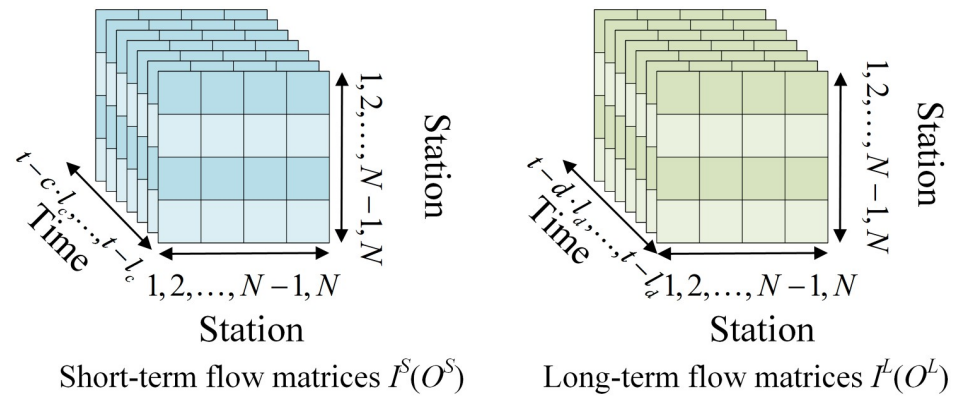 1, 2, …, N − 1, N
Station
t − c · l_c, …, t − l_c
Time
1, 2, …, N − 1, N
Station
Short-term flow matrices I^S(O^S)
1, 2, …, N − 1, N
Station
t − d · l_d, …, t − l_d
Time
1, 2, …, N − 1, N
Station
Long-term flow matrices I^L(O^L)